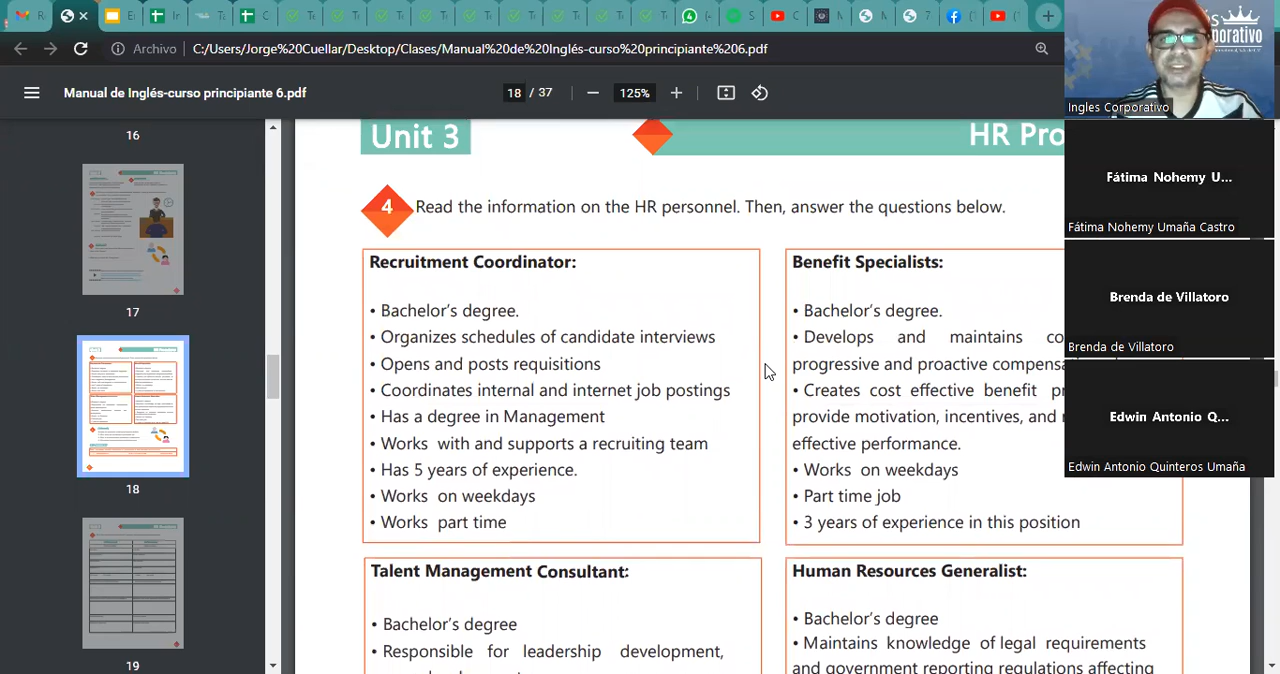 Archivo C:/Users/Jorge%20Cuellar/Desktop/Clases/Manual%20de%20Inglés-curso%20principiante%206.pdf
Manual de Inglés-curso principiante 6.pdf
18 / 37
125%
16
17
18
19
Unit 3
HR Pro
4
Read the information on the HR personnel. Then, answer the questions below.
Recruitment Coordinator:
• Bachelor's degree.
• Organizes schedules of candidate interviews
• Opens and posts requisitions
• Coodinates internal and internet job postings
• Has a degree in Management
• Works with and supports a recruiting team
• Has 5 years of experience.
• Works on weekdays
• Works part time
Benefit Specialists:
• Bachelor's degree.
• Develops and maintains co
progressive and proactive compensa
• Creates cost effective benefit pr
provide motivation, incentives, and
effective performance.
• Works on weekdays
• Part time job
• 3 years of experience in this position
Talent Management Consultant:
• Bachelor's degree
• Responsible for leadership development,
Human Resources Generalist:
• Bachelor's degree
• Maintains knowledge of legal requirements
and government reporting regulations affecting
orporativo
Ingles Corporativo
Fátima Nohemy U...
Fátima Nohemy Umaña Castro
Brenda de Villatoro
Brenda de Villatoro
Edwin Antonio Q...
Edwin Antonio Quinteros Umaña